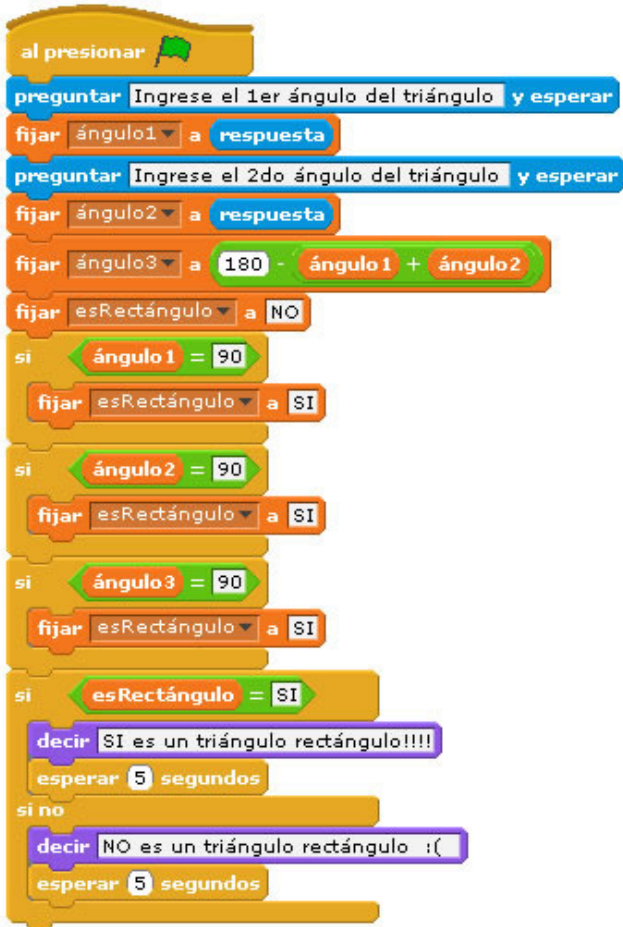 al presionar
preguntar Ingrese el 1er ángulo del triángulo y esperar
fijar ángulo1 a respuesta
preguntar Ingrese el 2do ángulo del triángulo y esperar
fijar ángulo2 a respuesta
fijar ángulo3 a 180 - ángulo1 + ángulo2
fijar esRectángulo a NO
si ángulo1 = 90
fijar esRectángulo a SI
si ángulo2 = 90
fijar esRectángulo a SI
si ángulo3 = 90
fijar esRectángulo a SI
si esRectángulo = SI
decir SI es un triángulo rectángulo!!!!
esperar 5 segundos
si no
decir NO es un triángulo rectángulo :(
esperar 5 segundos